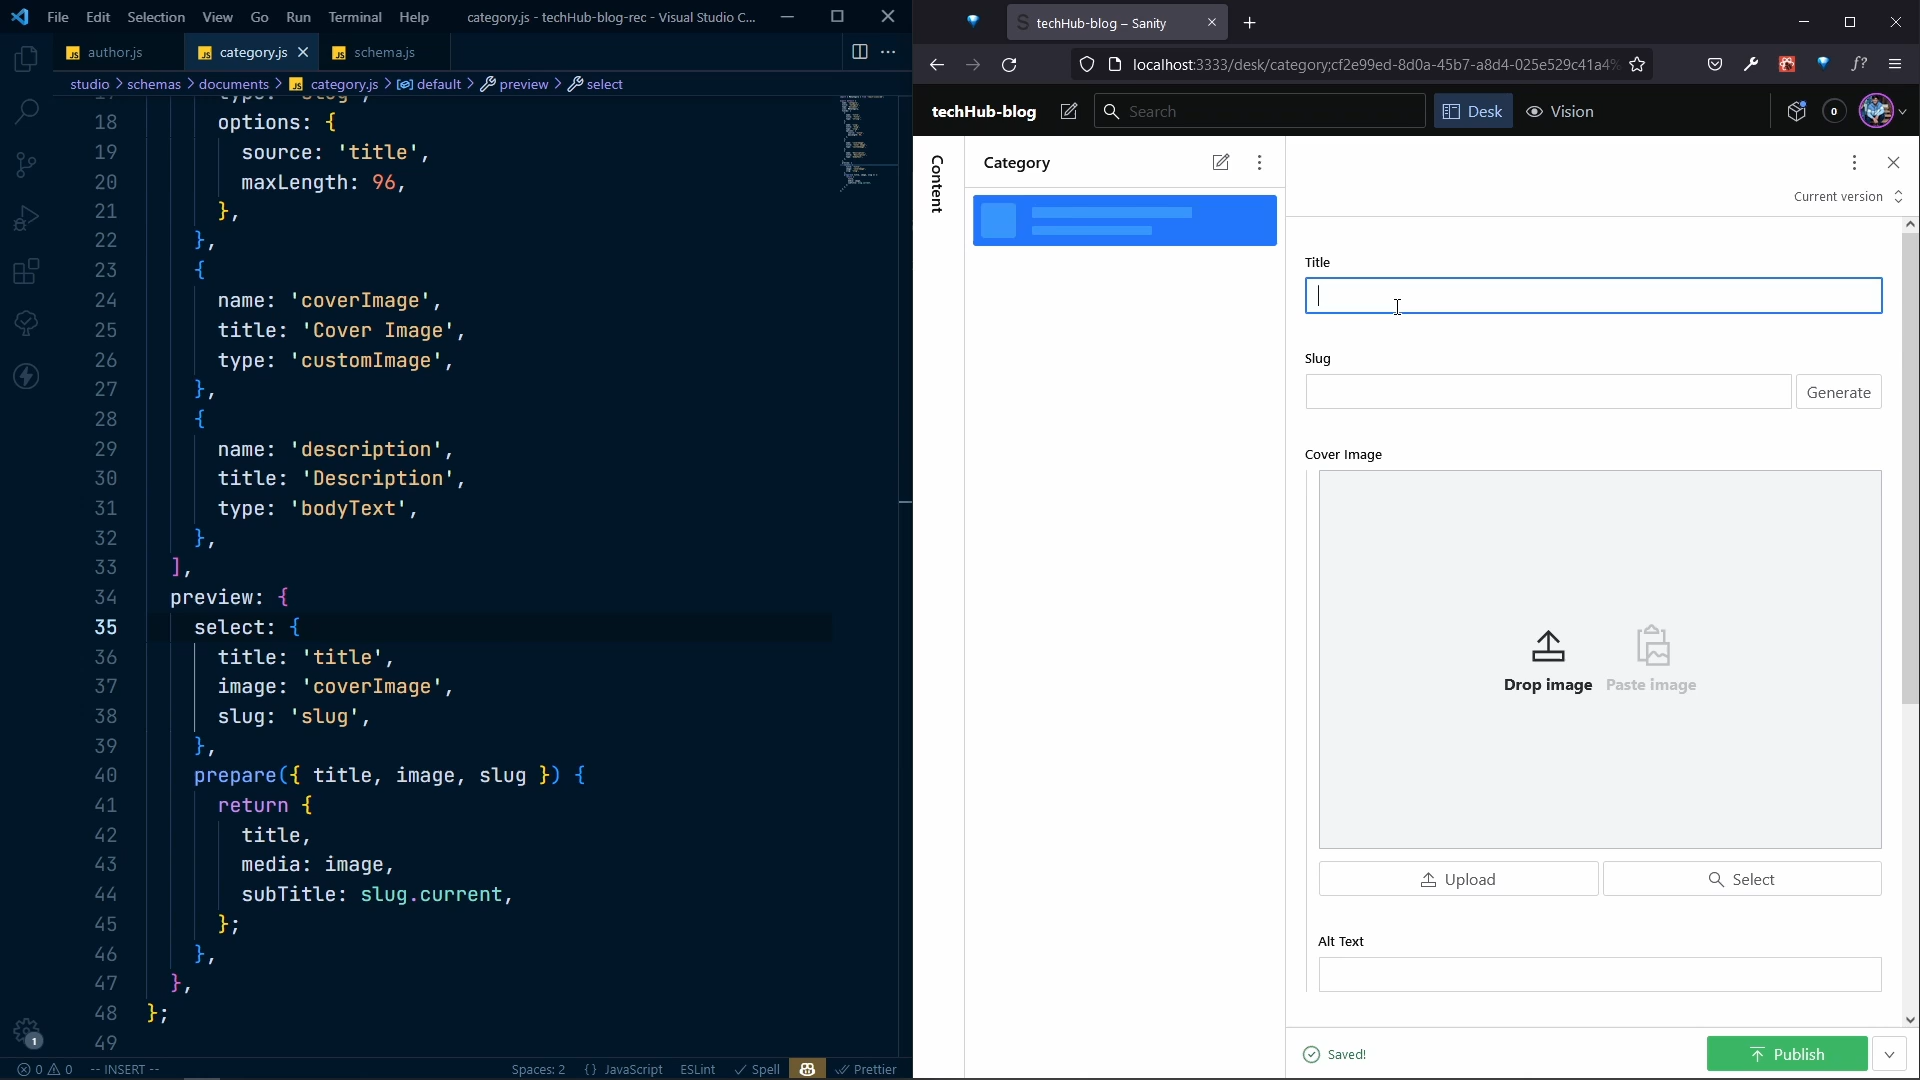 File Edit Selection View Go Run Terminal Help category.js - techHub-blog-rec - Visual Studio C...
author.js category.js schema.js
studio > schemas > documents > category.js > default > preview > select
18 options: {
19 source: 'title',
20 maxLength: 96,
21 },
22 },
23 {
24 name: 'coverImage',
25 title: 'Cover Image',
26 type: 'customImage',
27 },
28 {
29 name: 'description',
30 title: 'Description',
31 type: 'bodyText',
32 },
33 ],
34 preview: {
35 select: {
36 title: 'title',
37 image: 'coverImage',
38 slug: 'slug',
39 },
40 prepare({ title, image, slug }) {
41 return {
42 title,
43 media: image,
44 subTitle: slug.current,
45 };
46 },
47 },
48 };
49
1
0 0 -- INSERT -- Spaces: 2 {} JavaScript ESLint Spell Prettier
techHub-blog – Sanity
localhost:3333/desk/category;cf2e99ed-8d0a-45b7-a8d4-025e529c41a4%
techHub-blog Search Desk Vision 0
Content
Category
Current version
Title
Slug
Generate
Cover Image
Drop image Paste image
Upload Select
Alt Text
Saved! Publish